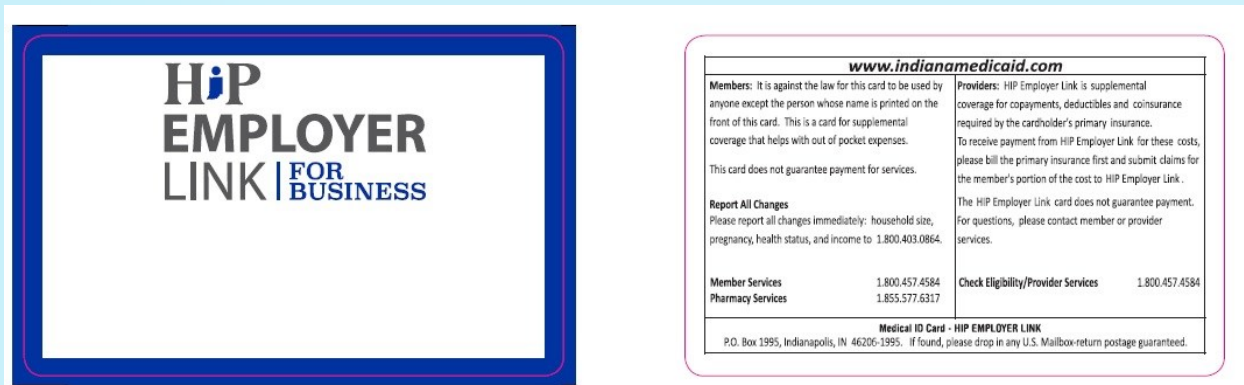 HiP
EMPLOYER
LINK FOR
BUSINESS
www.indianamedicaid.com
Members: It is against the law for this card to be used by
anyone except the person whose name is printed on the
front of this card. This is a card for supplemental
coverage that helps with out of pocket expenses.
This card does not guarantee payment for services.
Report All Changes
Please report all changes immediately: household size,
pregnancy, health status, and income to 1.800.403.0864.
Member Services 1.800.457.4584
Pharmacy Services 1.855.577.6317
Providers: HIP Employer Link is supplemental
coverage for copayments, deductibles and coinsurance
required by the cardholder's primary insurance.
To receive payment from HIP Employer Link for these costs,
please bill the primary insurance first and submit claims for
the member's portion of the cost to HIP Employer Link .
The HIP Employer Link card does not guarantee payment.
For questions, please contact member or provider
services.
Check Eligibility/Provider Services 1.800.457.4584
Medical ID Card - HIP EMPLOYER LINK
P.O. Box 1995, Indianapolis, IN 46206-1995. If found, please drop in any U.S. Mailbox-return postage guaranteed.